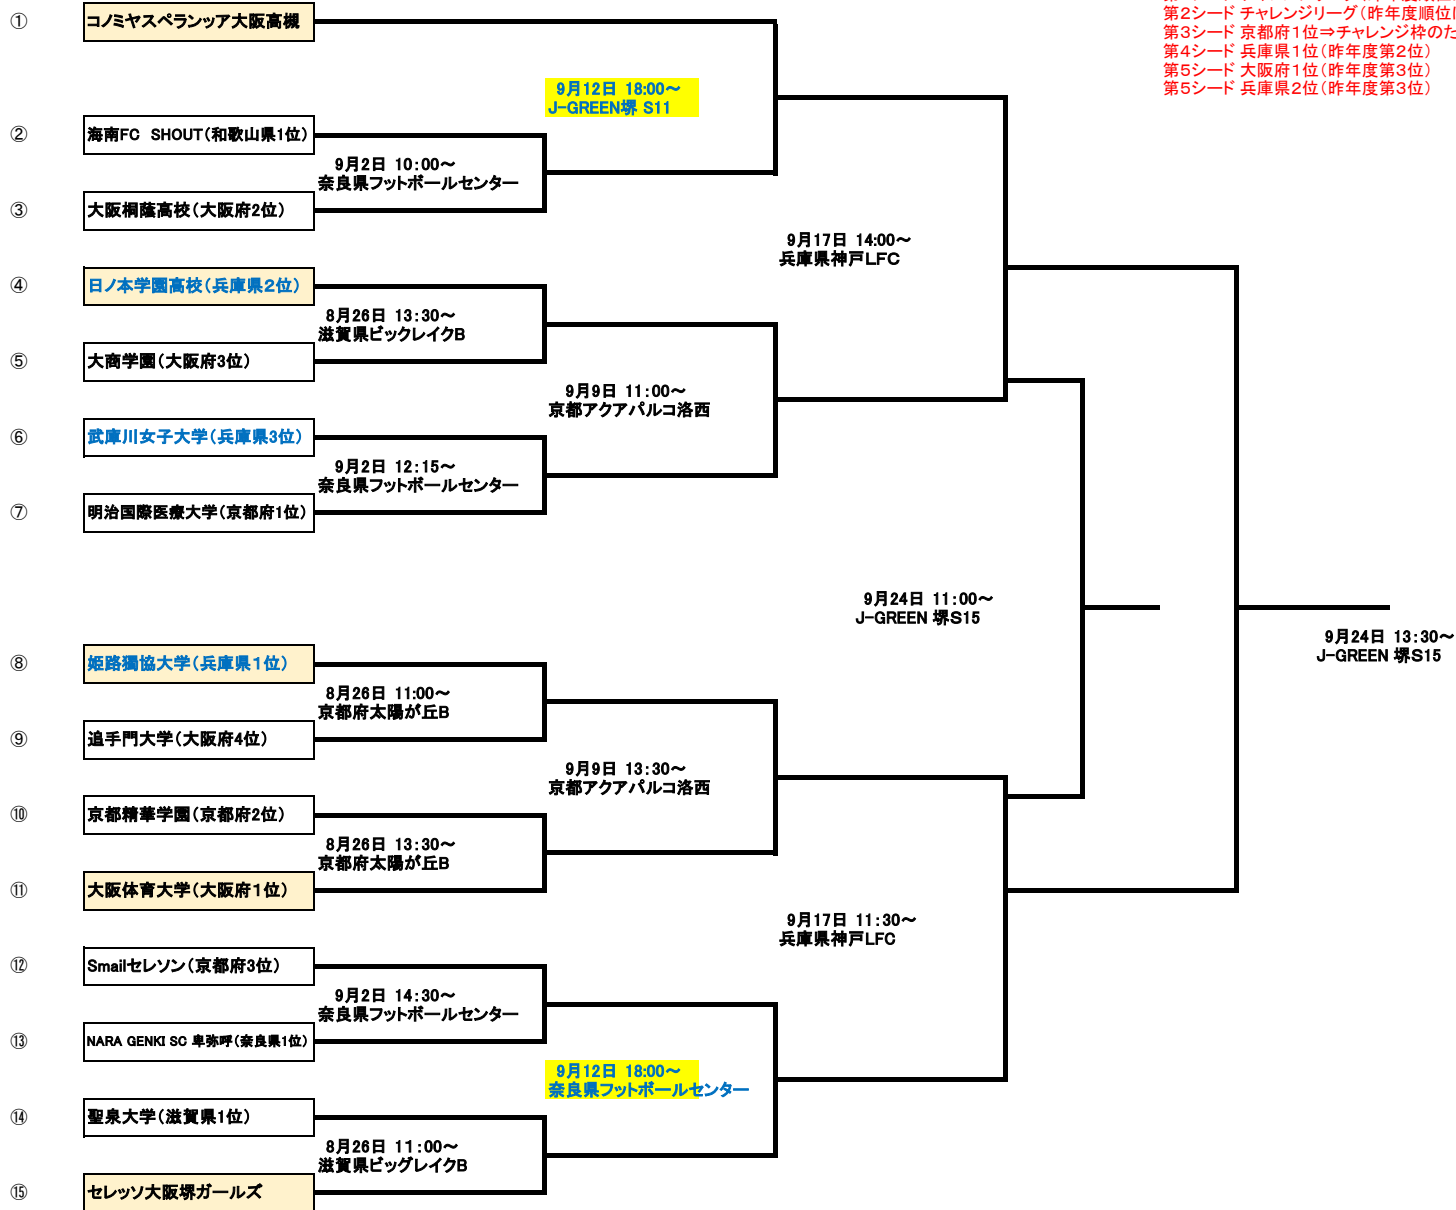 第2シード チャレンジリーグ（昨年度順位
第3シード 京都府1位⇒チャレンジ枠のた
第4シード 兵庫県1位（昨年度第2位）
第5シード 大阪府1位（昨年度第3位）
第5シード 兵庫県2位（昨年度第3位）
① コノミヤスペランッア大阪高槻
9月12日 18:00～
J-GREEN堺 S11
② 海南FC　SHOUT（和歌山県1位）
9月2日 10:00～
奈良県フットボールセンター
③ 大阪桐蔭高校（大阪府2位）
9月17日 14:00～
兵庫県神戸LFC
④ 日ノ本学園高校（兵庫県2位）
8月26日 13:30～
滋賀県ビックレイクB
⑤ 大商学園（大阪府3位）
9月9日 11:00～
京都アクアパルコ洛西
⑥ 武庫川女子大学（兵庫県3位）
9月2日 12:15～
奈良県フットボールセンター
⑦ 明治国際医療大学（京都府1位）
9月24日 11:00～
J-GREEN 堺S15
9月24日 13:30～
J-GREEN 堺S15
⑧ 姫路獨協大学（兵庫県1位）
8月26日 11:00～
京都府太陽が丘B
⑨ 追手門大学（大阪府4位）
9月9日 13:30～
京都アクアパルコ洛西
⑩ 京都精華学園（京都府2位）
8月26日 13:30～
京都府太陽が丘B
⑪ 大阪体育大学（大阪府1位）
9月17日 11:30～
兵庫県神戸LFC
⑫ Smailセレソン（京都府3位）
9月2日 14:30～
奈良県フットボールセンター
⑬ NARA GENKI SC 卑弥呼（奈良県1位）
9月12日 18:00～
奈良県フットボールセンター
⑭ 聖泉大学（滋賀県1位）
8月26日 11:00～
滋賀県ビッグレイクB
⑮ セレッソ大阪堺ガールズ